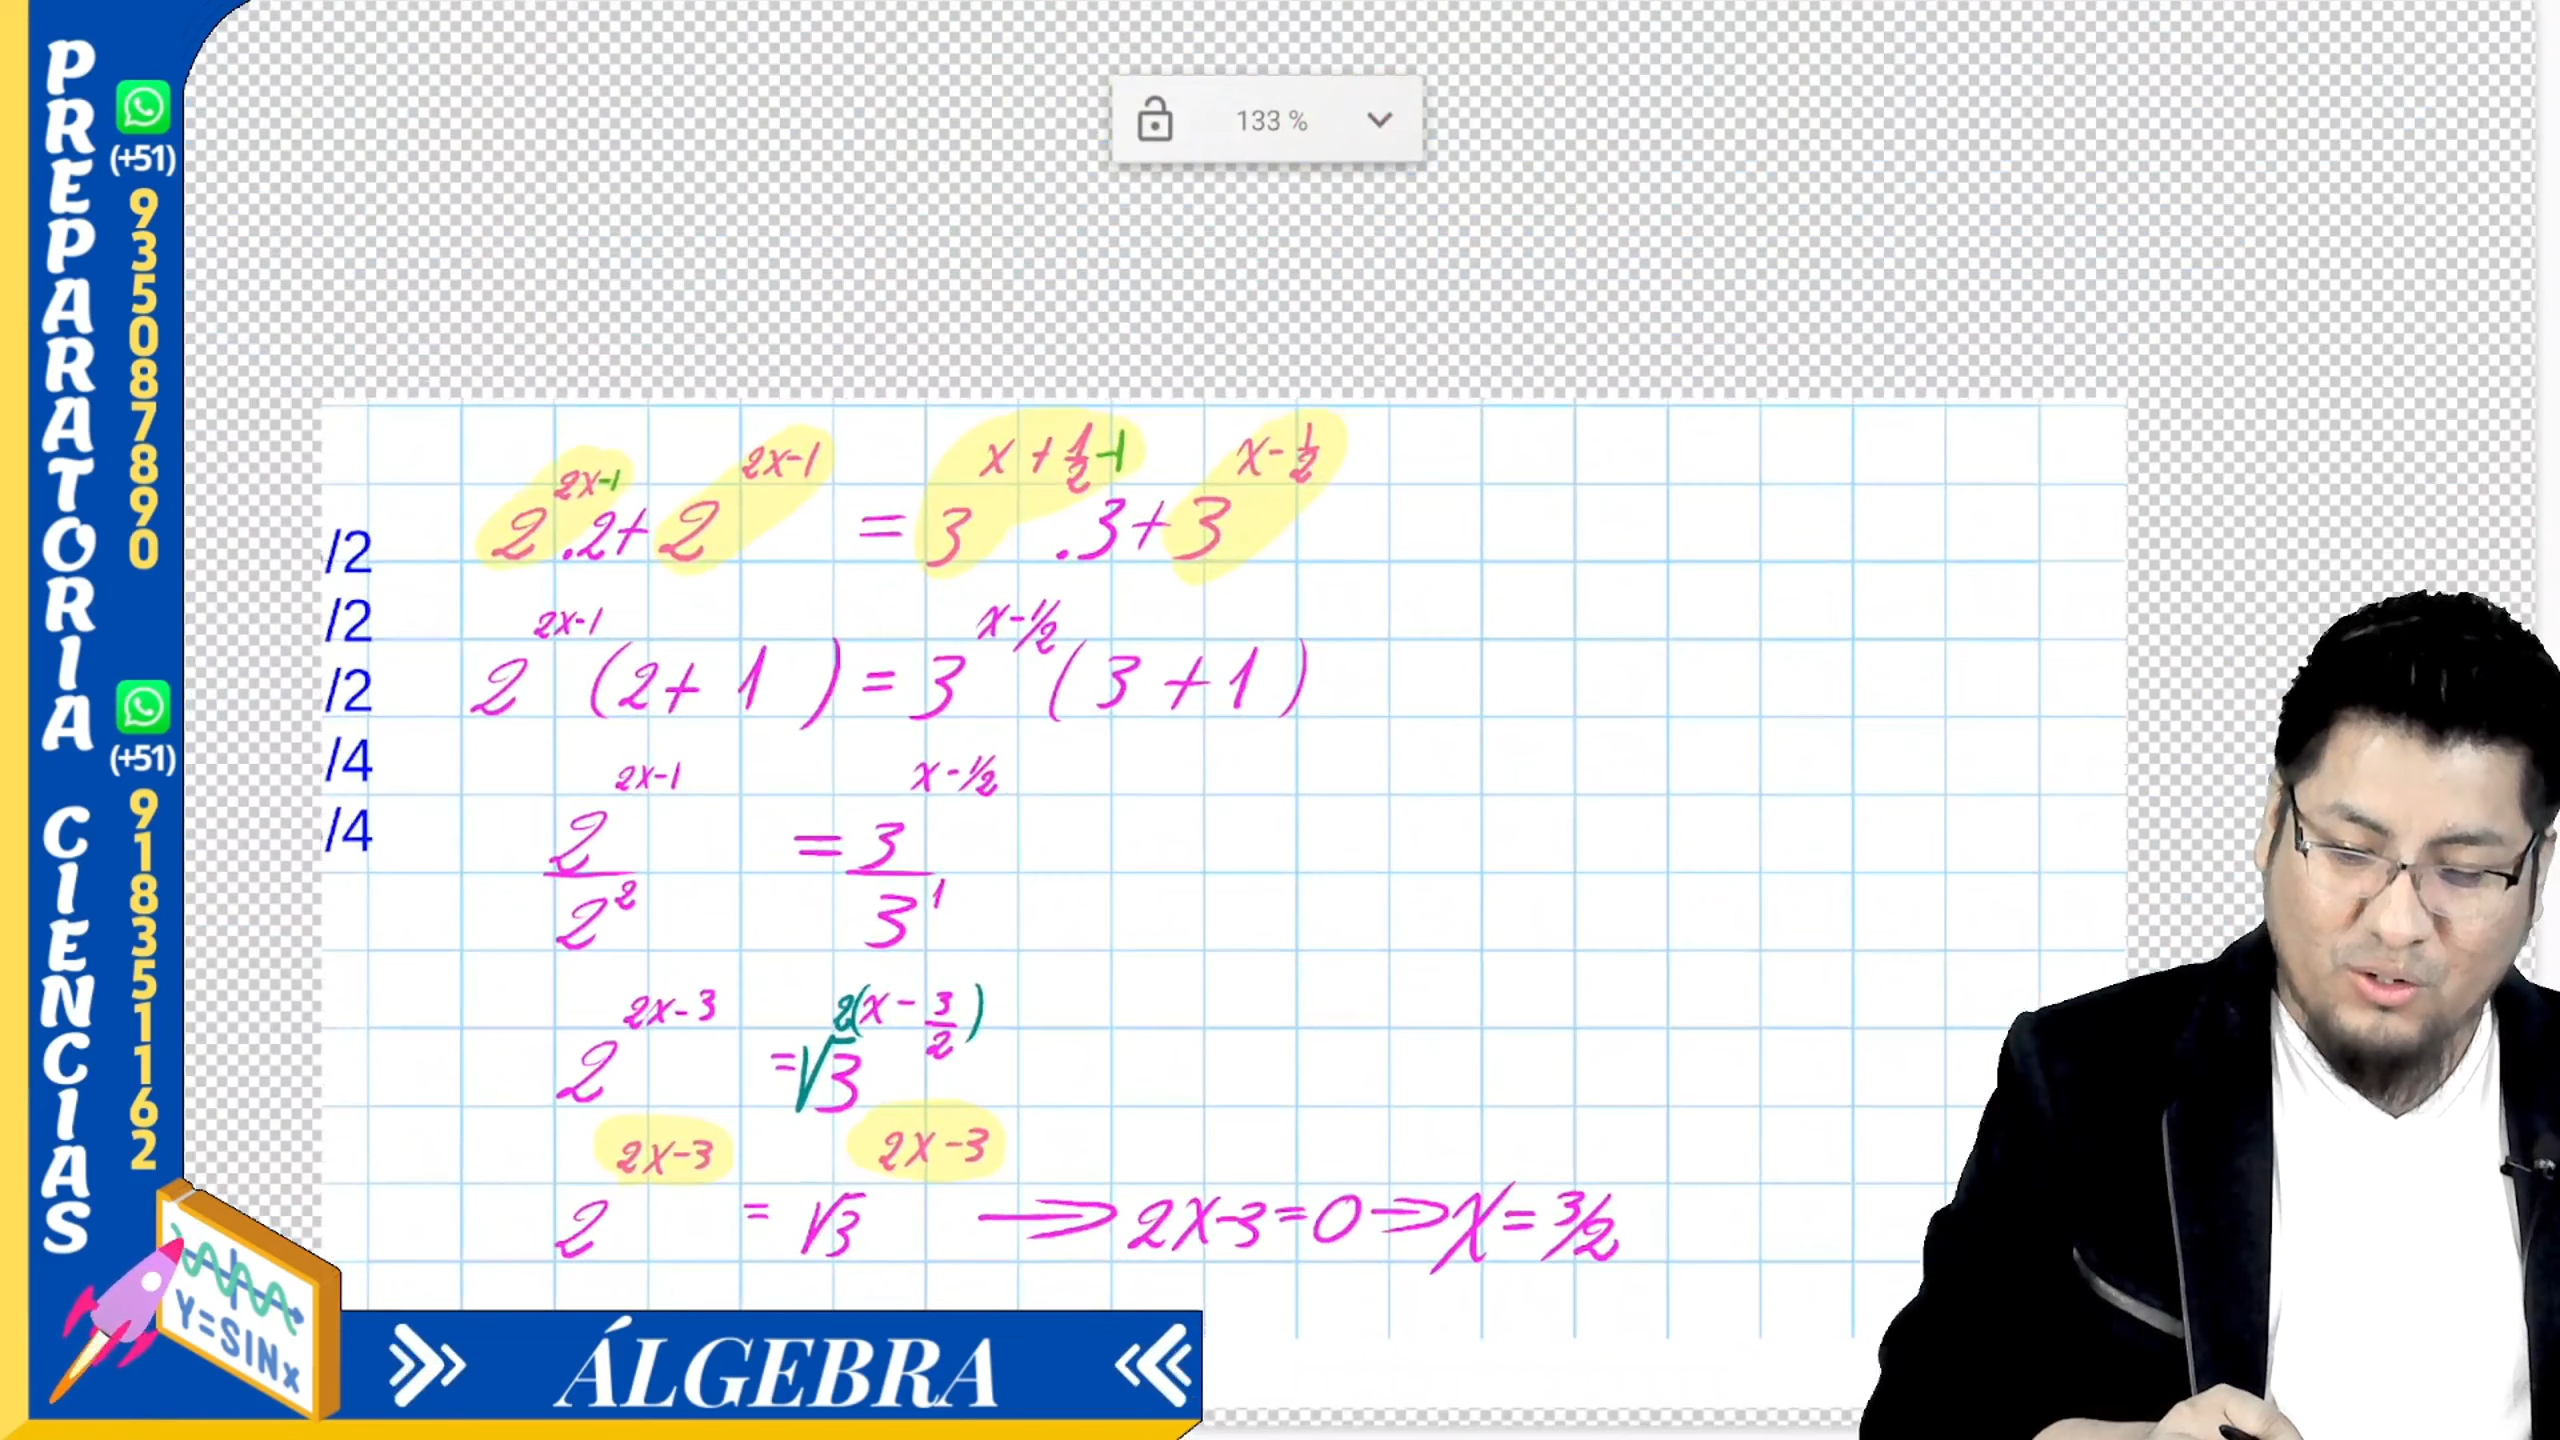 PREPARATORIA CIENCIAS
(+51)
935087890
(+51)
918351162
133 %
/2
/2
/2
/4
/4
2^{2x-1} . 2 + 2^{2x-1} = 3^{x+1/2-1} . 3 + 3^{x-1/2}
2^{2x-1} (2+1) = 3^{x-1/2} (3+1)
2^{2x-1}/2^2 = 3^{x-1/2}/3^1
2^{2x-3} = √3^{2(x-3/2)}
2^{2x-3} = √3^{2x-3} → 2x-3=0 → x=3/2
Y=SINx
ÁLGEBRA